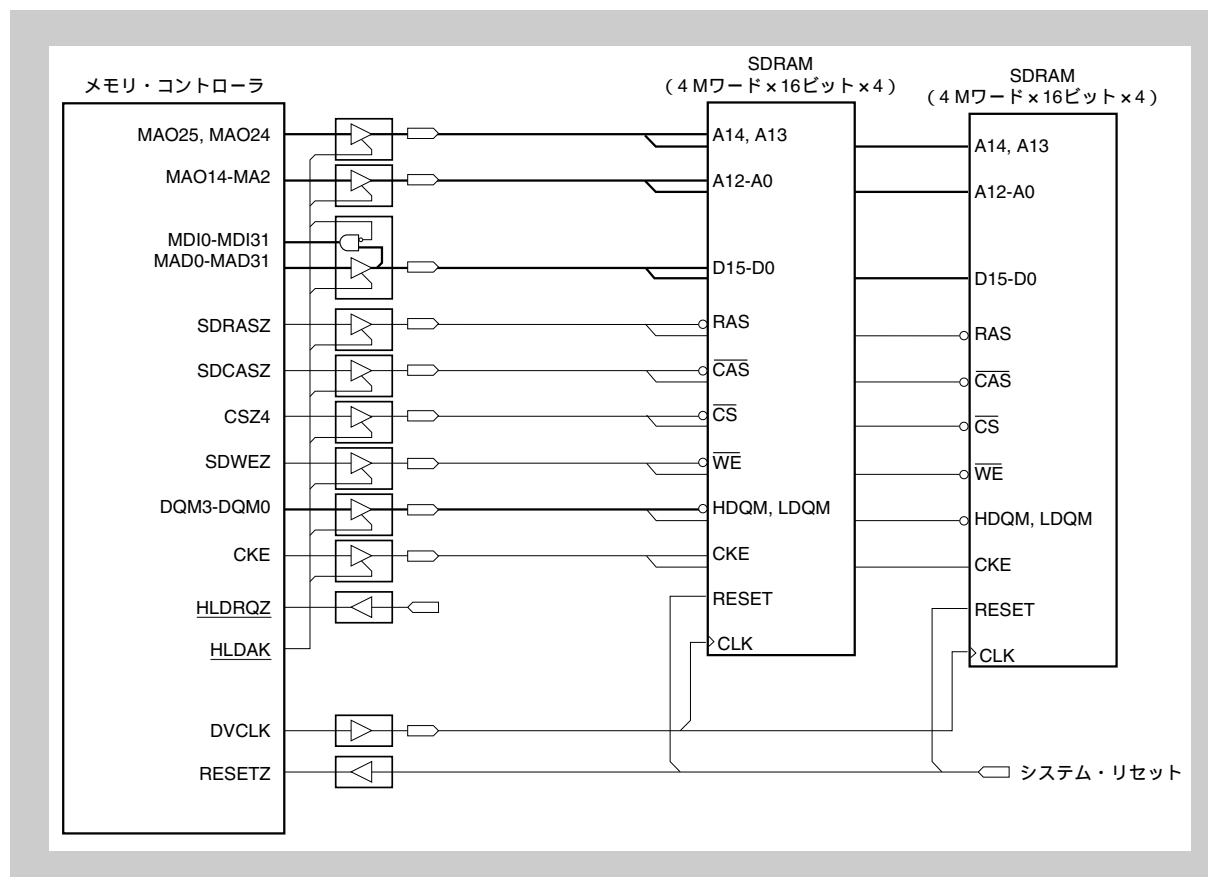 メモリ・コントローラ
MAO25, MAO24
MAO14-MA2
MDI0-MDI31
MAD0-MAD31
SDRASZ
SDCASZ
CSZ4
SDWEZ
DQM3-DQM0
CKE
HLDRQZ
HLDAK
DVCLK
RESETZ
SDRAM
（4 Mワード×16ビット×4）
A14, A13
A12-A0
D15-D0
RAS
CAS
CS
WE
HDQM, LDQM
CKE
RESET
CLK
SDRAM
（4 Mワード×16ビット×4）
A14, A13
A12-A0
D15-D0
RAS
CAS
CS
WE
HDQM, LDQM
CKE
RESET
CLK
システム・リセット